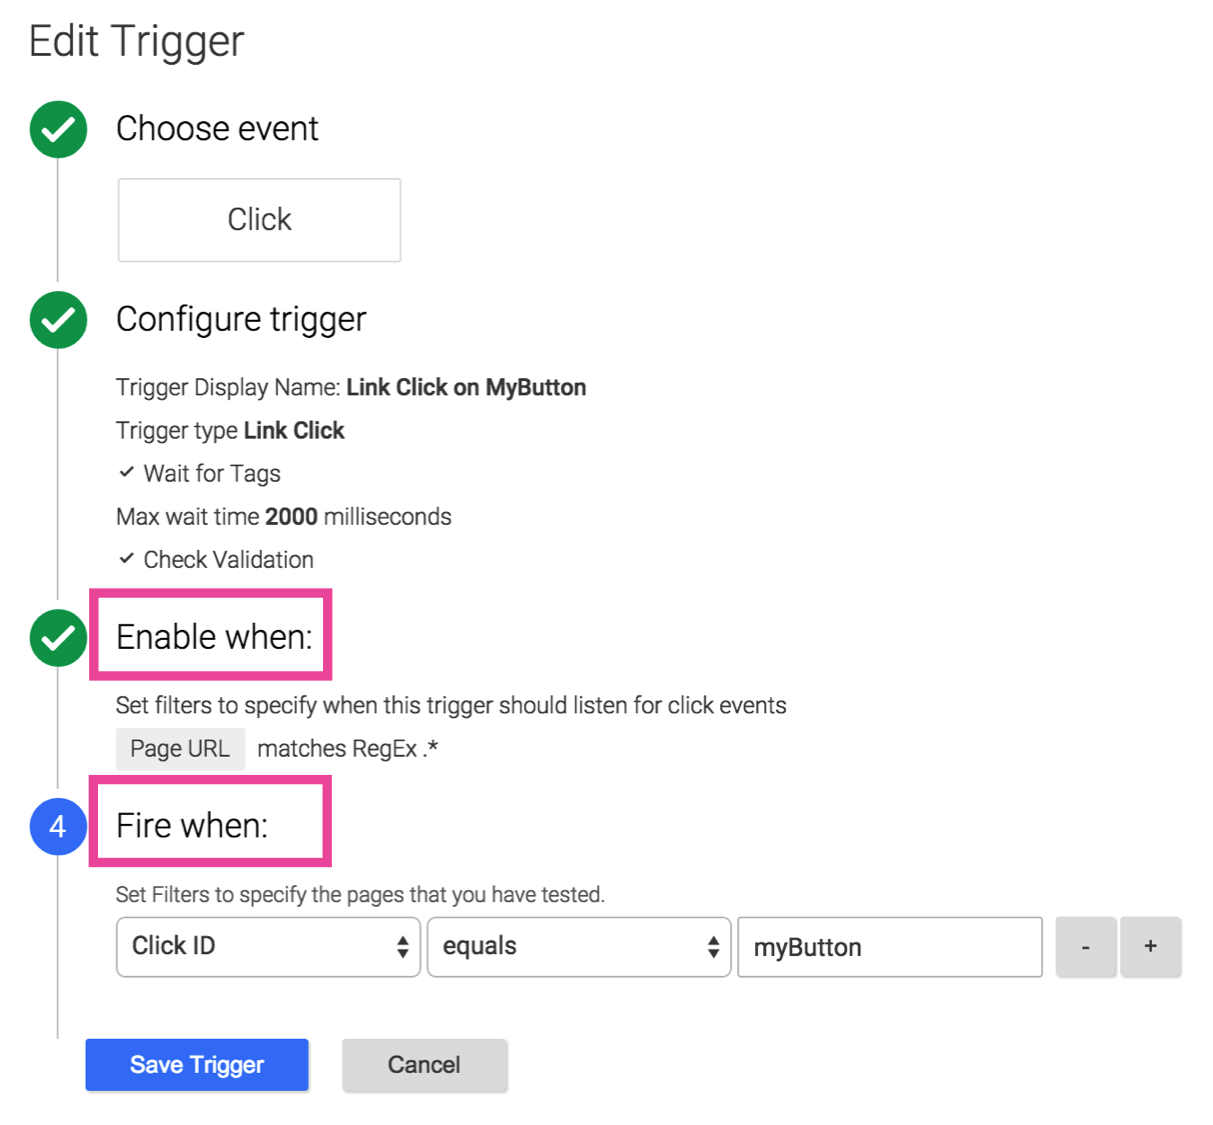 Edit Trigger
Choose event
Click
Configure trigger
Trigger Display Name: Link Click on MyButton
Trigger type Link Click
✓ Wait for Tags
Max wait time 2000 milliseconds
✓ Check Validation
Enable when:
Set filters to specify when this trigger should listen for click events
Page URL matches RegEx .*
4 Fire when:
Set Filters to specify the pages that you have tested.
Click ID equals myButton - +
Save Trigger Cancel